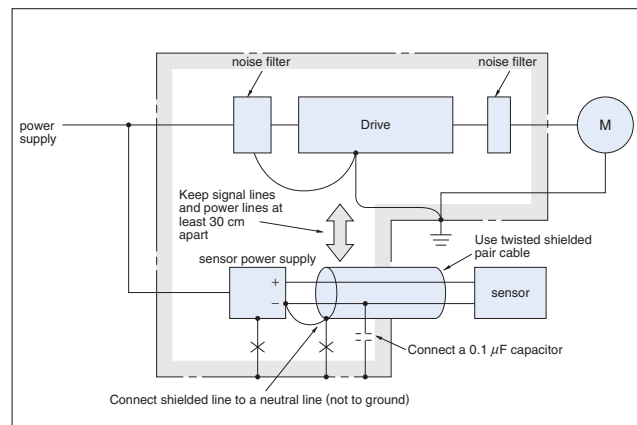 noise filter
noise filter
power
supply
Drive
M
Keep signal lines
and power lines at
least 30 cm
apart
Use twisted shielded
pair cable
sensor power supply
+
−
sensor
Connect a 0.1 μF capacitor
Connect shielded line to a neutral line (not to ground)